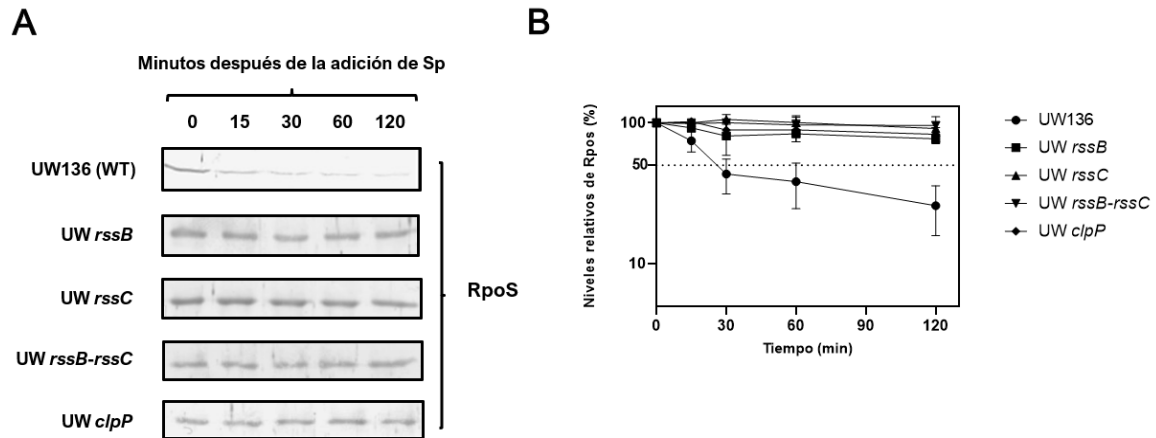 A
Minutos después de la adición de Sp
0 15 30 60 120
UW136 (WT)
UW rssB
UW rssC
UW rssB-rssC
UW clpP
RpoS
B
Niveles relativos de Rpos (%)
100
50
10
0 30 60 90 120
Tiempo (min)
UW136
UW rssB
UW rssC
UW rssB-rssC
UW clpP